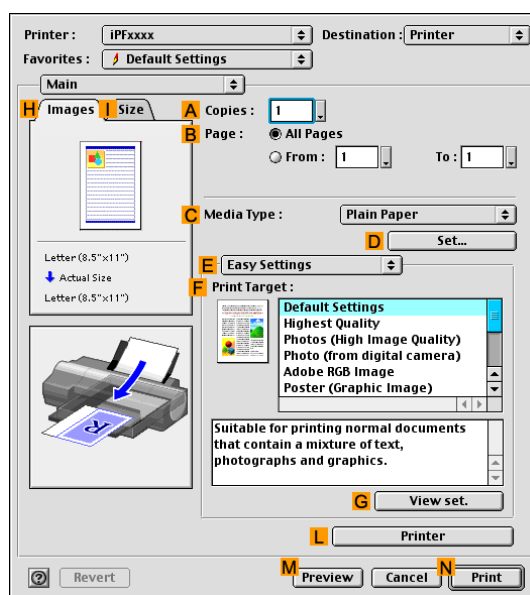 Printer : iPFxxxx Destination : Printer
Favorites : Default Settings
Main
H Images I Size
A Copies : 1
B Page : All Pages
From : 1 To : 1
C Media Type : Plain Paper
D Set...
Letter (8.5"x11")
Actual Size
Letter (8.5"x11")
E Easy Settings
F Print Target :
Default Settings
Highest Quality
Photos (High Image Quality)
Photo (from digital camera)
Adobe RGB Image
Poster (Graphic Image)
R
Suitable for printing normal documents
that contain a mixture of text,
photographs and graphics.
G View set.
L Printer
? Revert M Preview Cancel N Print